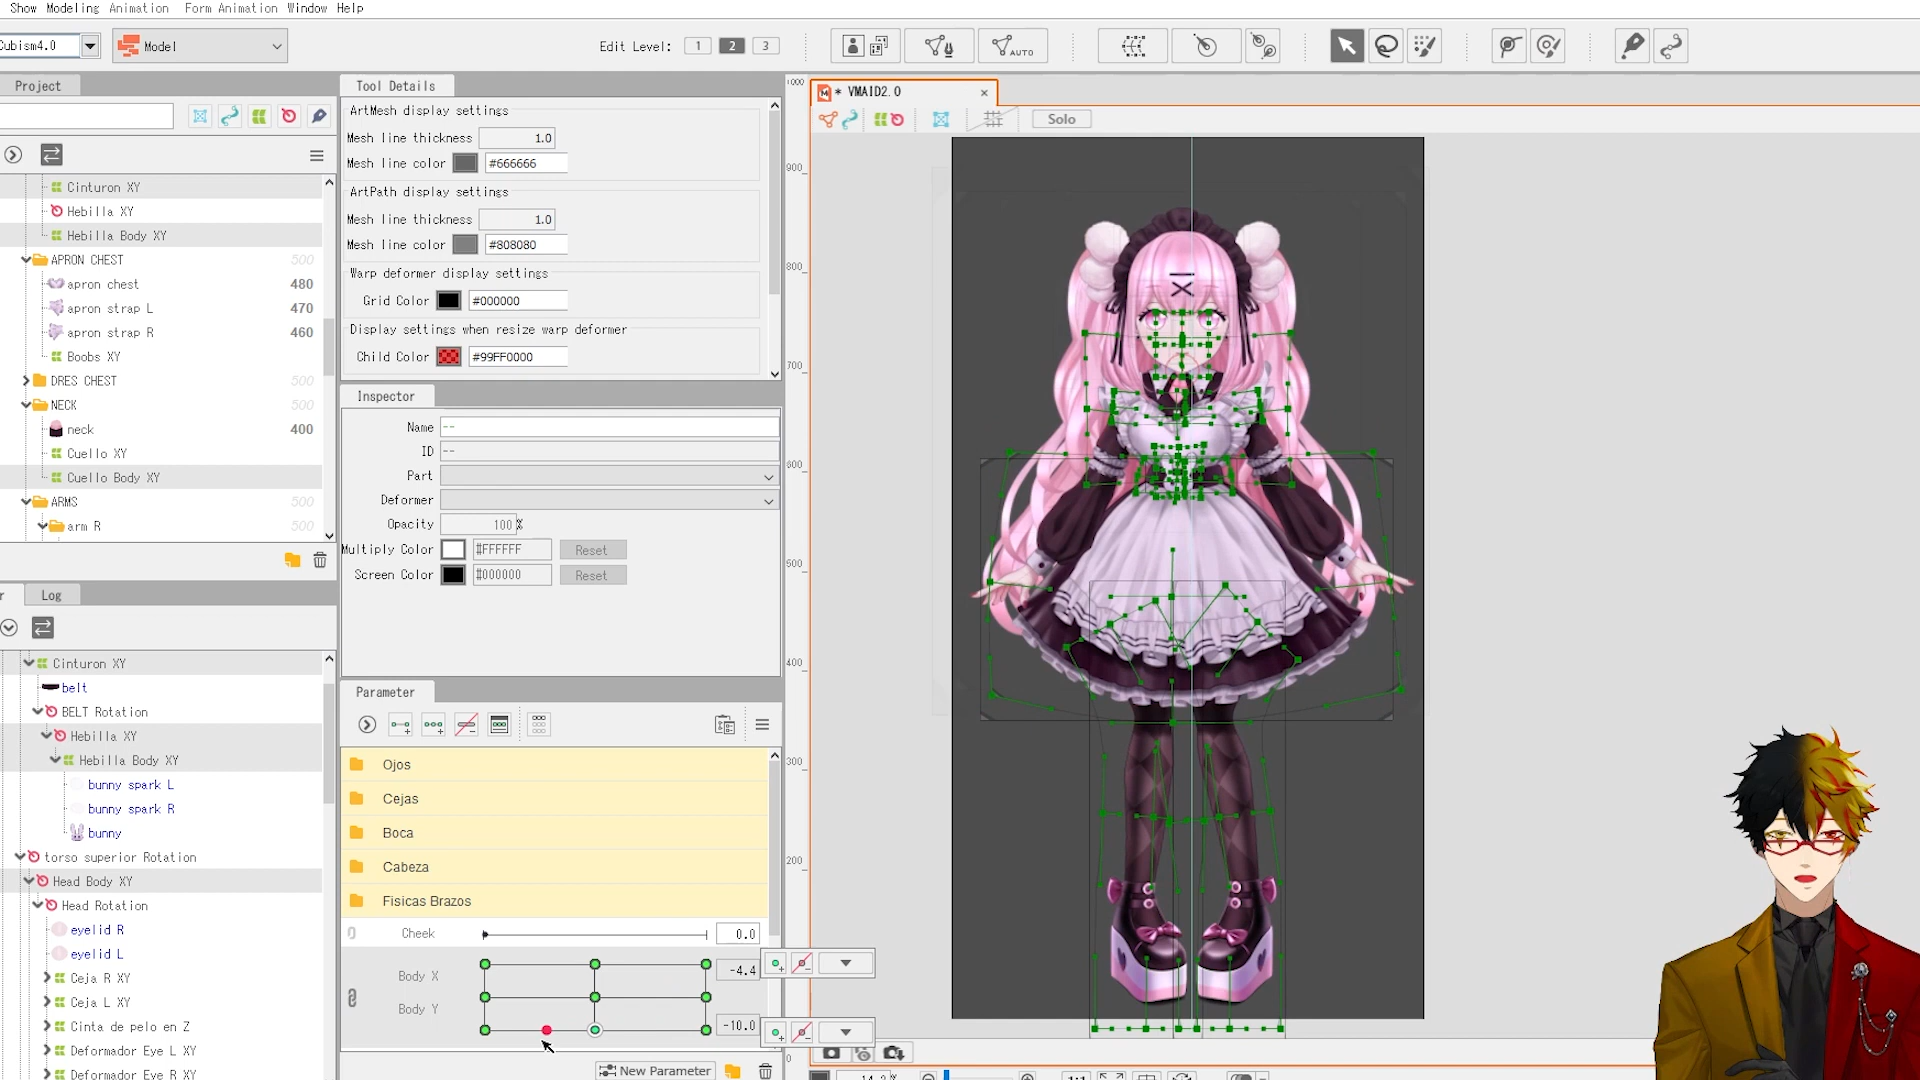 Show Modeling Animation Form Animation Window Help
Cubism4.0
Model
Edit Level: 1 2 3
AUTO
Project
Tool Details
* VMAID2.0
Solo
ArtMesh display settings
Mesh line thickness 1.0
Mesh line color #666666
ArtPath display settings
Mesh line thickness 1.0
Mesh line color #808080
Warp deformer display settings
Grid Color #000000
Display settings when resize warp deformer
Child Color #99FF0000
Cinturon XY
Hebilla XY
Hebilla Body XY
APRON CHEST 500
apron chest 480
apron strap L 470
apron strap R 460
Boobs XY
DRES CHEST 500
NECK 500
neck 400
Cuello XY
Cuello Body XY
ARMS 500
arm R 500
Inspector
Name --
ID --
Part
Deformer
Opacity 100 %
Multiply Color #FFFFFF Reset
Screen Color #000000 Reset
Log
Cinturon XY
belt
BELT Rotation
Hebilla XY
Hebilla Body XY
bunny spark L
bunny spark R
bunny
torso superior Rotation
Head Body XY
Head Rotation
eyelid R
eyelid L
Ceja R XY
Ceja L XY
Cinta de pelo en Z
Deformador Eye L XY
Deformador Eye R XY
Parameter
Ojos
Cejas
Boca
Cabeza
Fisicas Brazos
Cheek 0.0
Body X -4.4
Body Y -10.0
New Parameter
1000
900
800
700
600
500
400
300
200
0